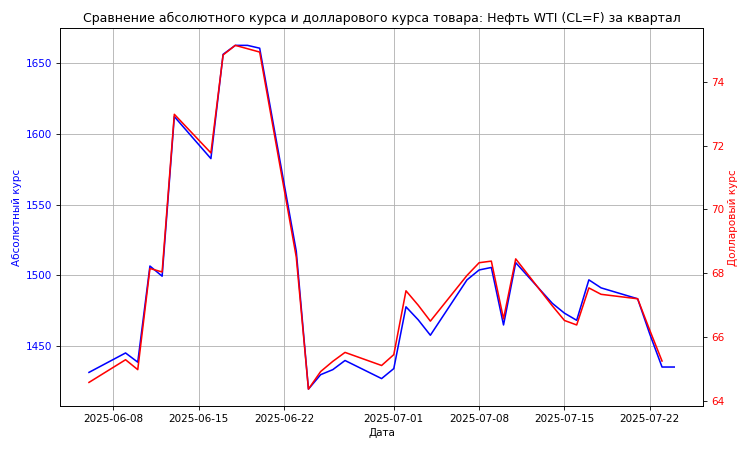 Сравнение абсолютного курса и долларового курса товара: Нефть WTI (CL=F) за квартал
Абсолютный курс
1650
1600
1550
1500
1450
74
72
70
68
66
64
Долларовый курс
2025-06-08 2025-06-15 2025-06-22 2025-07-01 2025-07-08 2025-07-15 2025-07-22
Дата